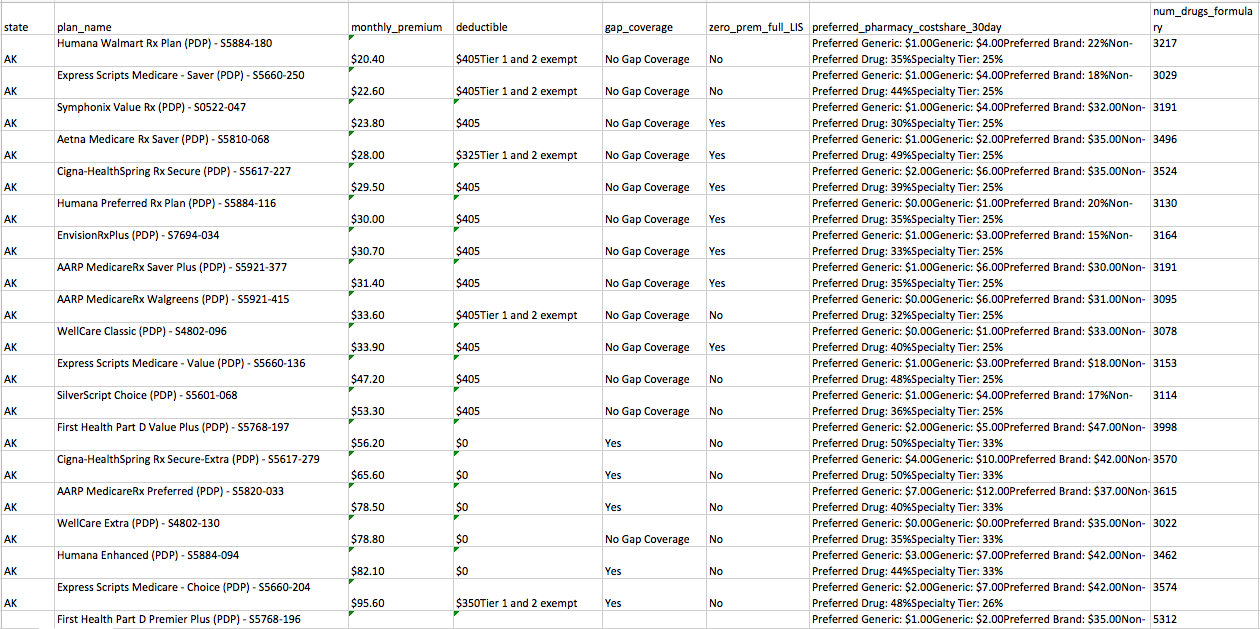 state plan_name monthly_premium deductible gap_coverage zero_prem_full_LIS preferred_pharmacy_costshare_30day num_drugs_formula
ry
Humana Walmart Rx Plan (PDP) - S5884-180 Preferred Generic: $1.00Generic: $4.00Preferred Brand: 22%Non- 3217
AK $20.40 $405Tier 1 and 2 exempt No Gap Coverage No Preferred Drug: 35%Specialty Tier: 25%
Express Scripts Medicare - Saver (PDP) - S5660-250 Preferred Generic: $1.00Generic: $4.00Preferred Brand: 18%Non- 3029
AK $22.60 $405Tier 1 and 2 exempt No Gap Coverage No Preferred Drug: 44%Specialty Tier: 25%
Symphonix Value Rx (PDP) - S0522-047 Preferred Generic: $1.00Generic: $4.00Preferred Brand: $32.00Non- 3191
AK $23.80 $405 No Gap Coverage Yes Preferred Drug: 30%Specialty Tier: 25%
Aetna Medicare Rx Saver (PDP) - S5810-068 Preferred Generic: $1.00Generic: $2.00Preferred Brand: $35.00Non- 3496
AK $28.00 $325Tier 1 and 2 exempt No Gap Coverage Yes Preferred Drug: 49%Specialty Tier: 25%
Cigna-HealthSpring Rx Secure (PDP) - S5617-227 Preferred Generic: $2.00Generic: $6.00Preferred Brand: $35.00Non- 3524
AK $29.50 $405 No Gap Coverage Yes Preferred Drug: 39%Specialty Tier: 25%
Humana Preferred Rx Plan (PDP) - S5884-116 Preferred Generic: $0.00Generic: $1.00Preferred Brand: 20%Non- 3130
AK $30.00 $405 No Gap Coverage Yes Preferred Drug: 35%Specialty Tier: 25%
EnvisionRxPlus (PDP) - S7694-034 Preferred Generic: $1.00Generic: $3.00Preferred Brand: 15%Non- 3164
AK $30.70 $405 No Gap Coverage Yes Preferred Drug: 33%Specialty Tier: 25%
AARP MedicareRx Saver Plus (PDP) - S5921-377 Preferred Generic: $1.00Generic: $6.00Preferred Brand: $30.00Non- 3191
AK $31.40 $405 No Gap Coverage Yes Preferred Drug: 35%Specialty Tier: 25%
AARP MedicareRx Walgreens (PDP) - S5921-415 Preferred Generic: $0.00Generic: $6.00Preferred Brand: $31.00Non- 3095
AK $33.60 $405Tier 1 and 2 exempt No Gap Coverage No Preferred Drug: 32%Specialty Tier: 25%
WellCare Classic (PDP) - S4802-096 Preferred Generic: $0.00Generic: $1.00Preferred Brand: $33.00Non- 3078
AK $33.90 $405 No Gap Coverage Yes Preferred Drug: 40%Specialty Tier: 25%
Express Scripts Medicare - Value (PDP) - S5660-136 Preferred Generic: $1.00Generic: $3.00Preferred Brand: $18.00Non- 3153
AK $47.20 $405 No Gap Coverage No Preferred Drug: 48%Specialty Tier: 25%
SilverScript Choice (PDP) - S5601-068 Preferred Generic: $1.00Generic: $4.00Preferred Brand: 17%Non- 3114
AK $53.30 $405 No Gap Coverage No Preferred Drug: 36%Specialty Tier: 25%
First Health Part D Value Plus (PDP) - S5768-197 Preferred Generic: $2.00Generic: $5.00Preferred Brand: $47.00Non- 3998
AK $56.20 $0 Yes No Preferred Drug: 50%Specialty Tier: 33%
Cigna-HealthSpring Rx Secure-Extra (PDP) - S5617-279 Preferred Generic: $4.00Generic: $10.00Preferred Brand: $42.00Non- 3570
AK $65.60 $0 Yes No Preferred Drug: 50%Specialty Tier: 33%
AARP MedicareRx Preferred (PDP) - S5820-033 Preferred Generic: $7.00Generic: $12.00Preferred Brand: $37.00Non- 3615
AK $78.50 $0 Yes No Preferred Drug: 40%Specialty Tier: 33%
WellCare Extra (PDP) - S4802-130 Preferred Generic: $0.00Generic: $0.00Preferred Brand: $35.00Non- 3022
AK $78.80 $0 No Gap Coverage No Preferred Drug: 35%Specialty Tier: 33%
Humana Enhanced (PDP) - S5884-094 Preferred Generic: $3.00Generic: $7.00Preferred Brand: $42.00Non- 3462
AK $82.10 $0 Yes No Preferred Drug: 44%Specialty Tier: 33%
Express Scripts Medicare - Choice (PDP) - S5660-204 Preferred Generic: $2.00Generic: $7.00Preferred Brand: $42.00Non- 3574
AK $95.60 $350Tier 1 and 2 exempt Yes No Preferred Drug: 48%Specialty Tier: 26%
First Health Part D Premier Plus (PDP) - S5768-196 Preferred Generic: $1.00Generic: $2.00Preferred Brand: $35.00Non- 5312